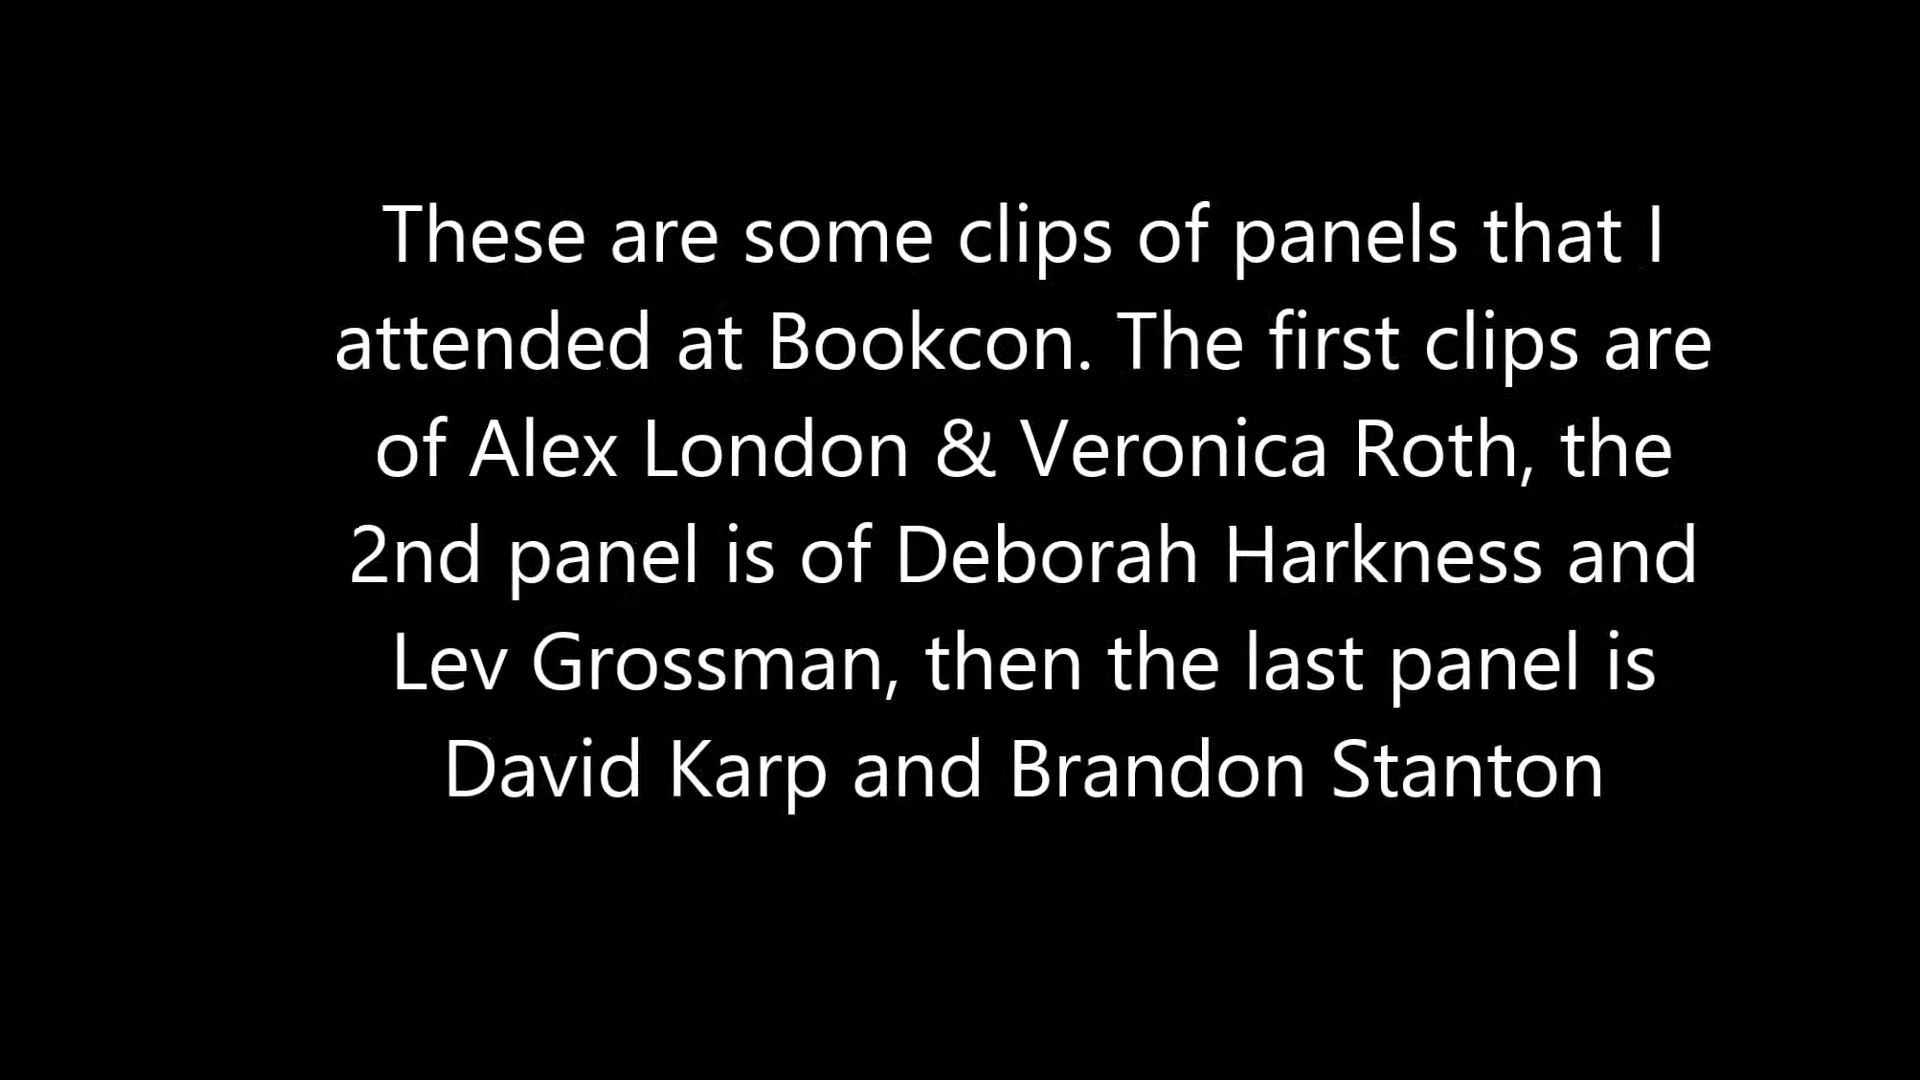 These are some clips of panels that I
attended at Bookcon. The first clips are
of Alex London & Veronica Roth, the
2nd panel is of Deborah Harkness and
Lev Grossman, then the last panel is
David Karp and Brandon Stanton